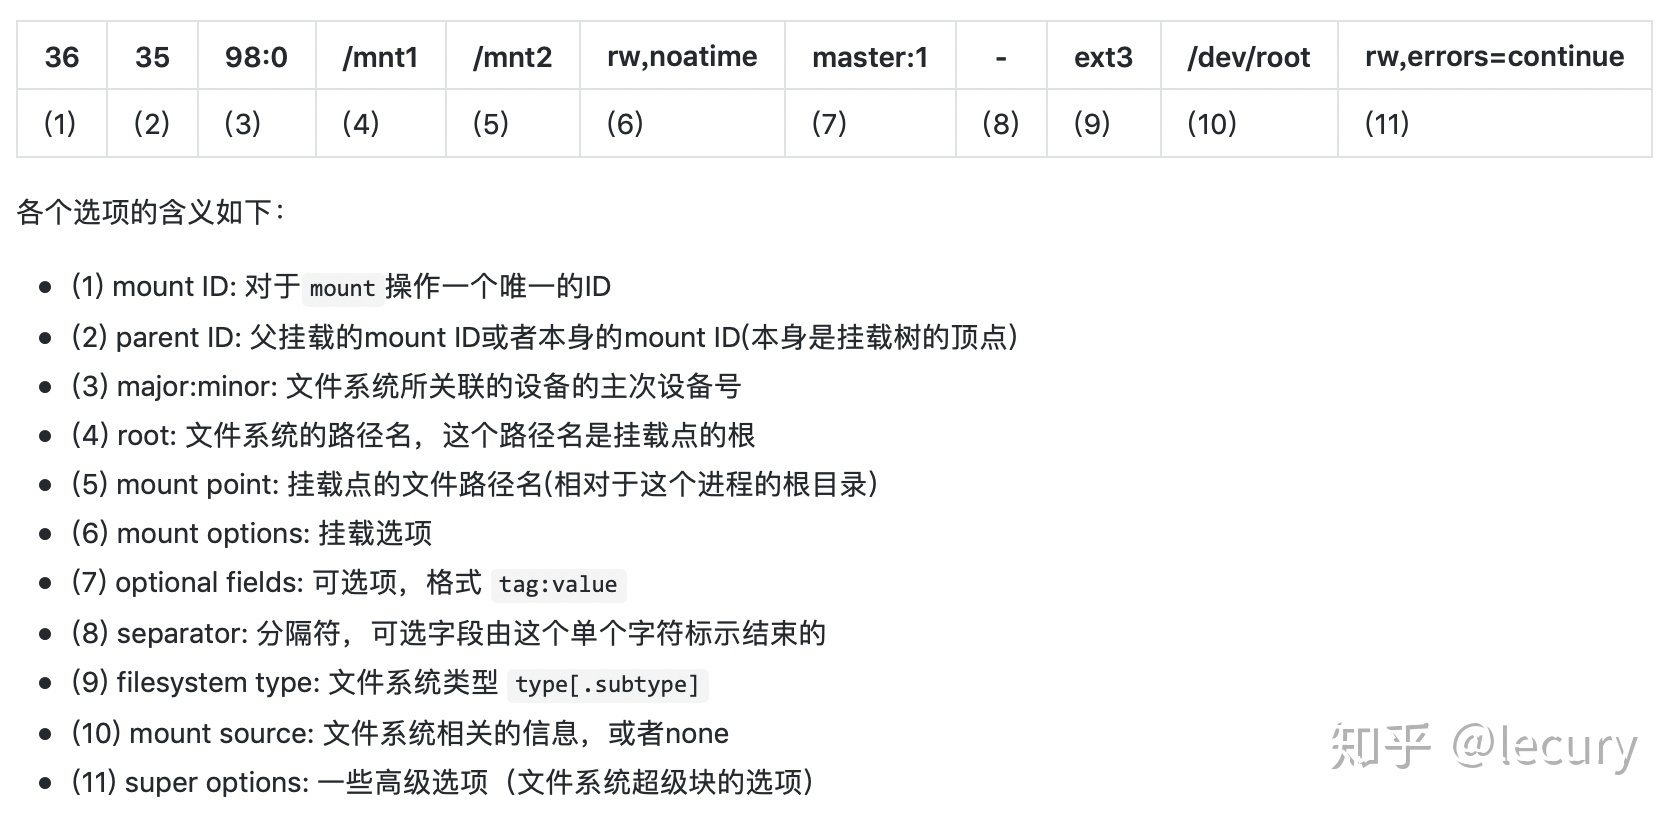 36 35 98:0 /mnt1 /mnt2 rw,noatime master:1 - ext3 /dev/root rw,errors=continue
(1) (2) (3) (4) (5) (6) (7) (8) (9) (10) (11)
各个选项的含义如下：
• (1) mount ID: 对于 mount 操作一个唯一的ID
• (2) parent ID: 父挂载的mount ID或者本身的mount ID(本身是挂载树的顶点)
• (3) major:minor: 文件系统所关联的设备的主次设备号
• (4) root: 文件系统的路径名，这个路径名是挂载点的根
• (5) mount point: 挂载点的文件路径名(相对于这个进程的根目录)
• (6) mount options: 挂载选项
• (7) optional fields: 可选项，格式 tag:value
• (8) separator: 分隔符，可选字段由这个单个字符标示结束的
• (9) filesystem type: 文件系统类型 type[.subtype]
• (10) mount source: 文件系统相关的信息，或者none
• (11) super options: 一些高级选项（文件系统超级块的选项）
知乎 @lecury